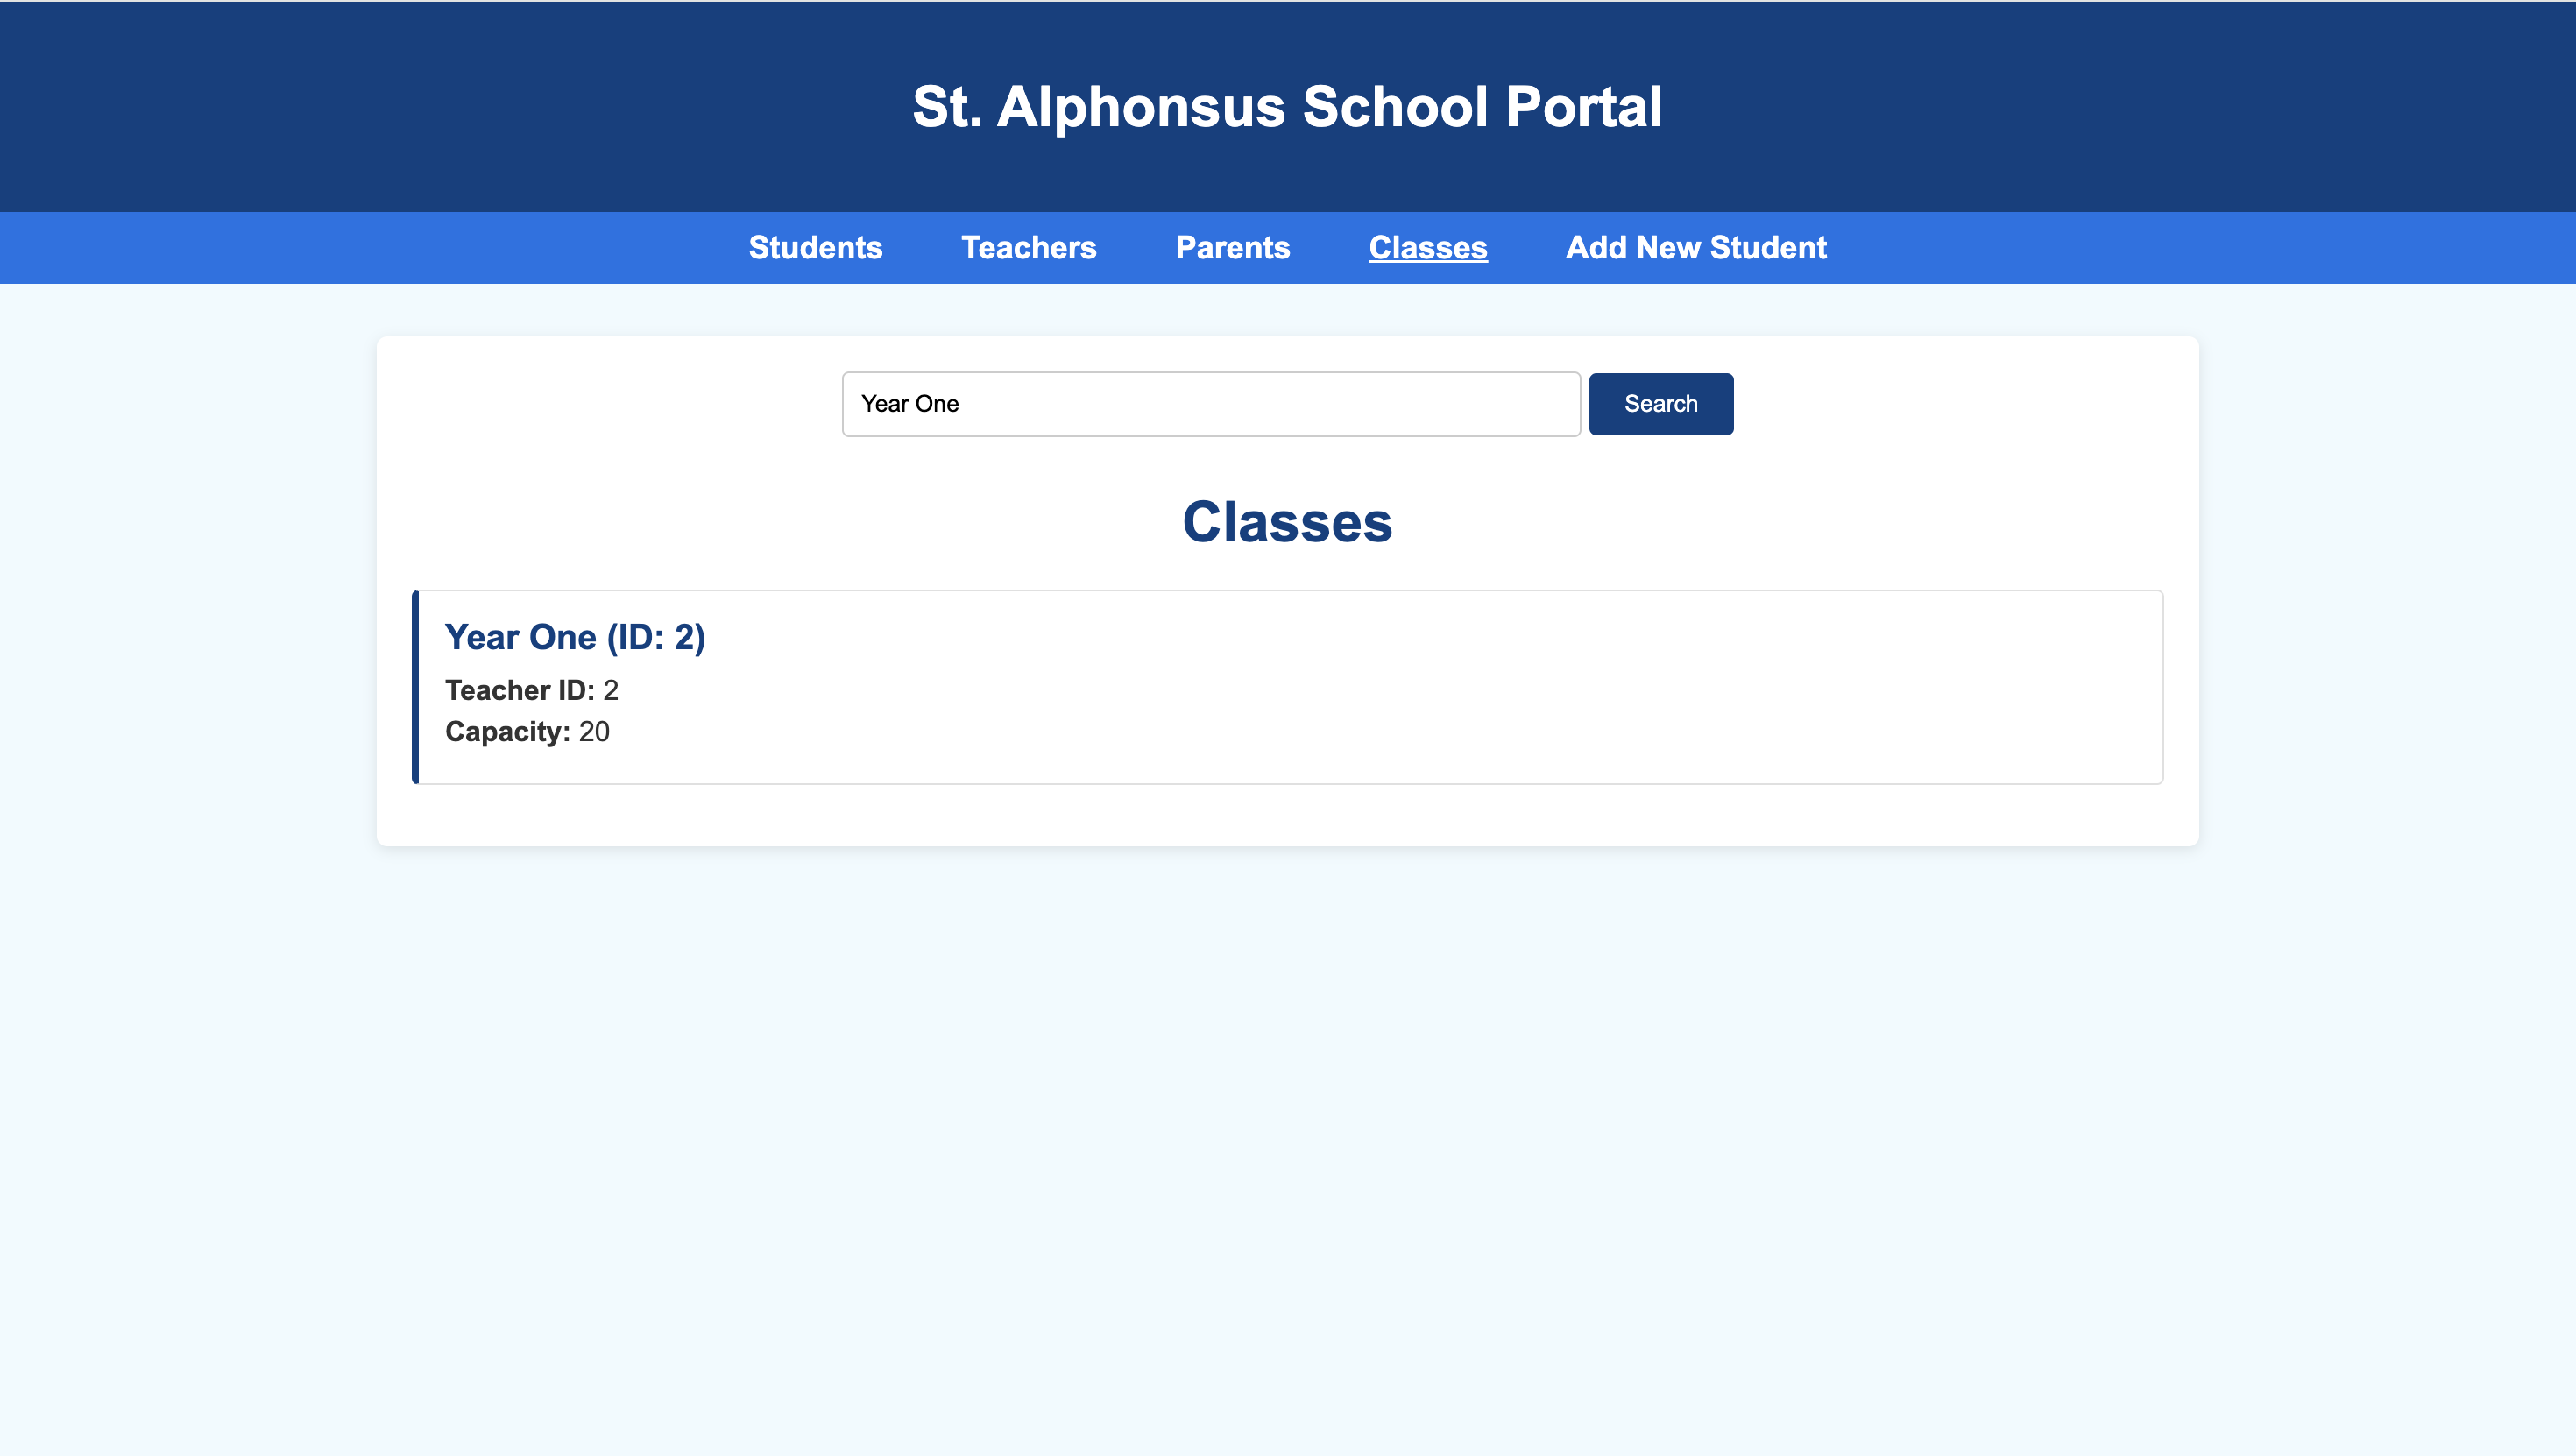 St. Alphonsus School Portal
Students Teachers Parents Classes Add New Student
Year One Search
Classes
Year One (ID: 2)
Teacher ID: 2
Capacity: 20